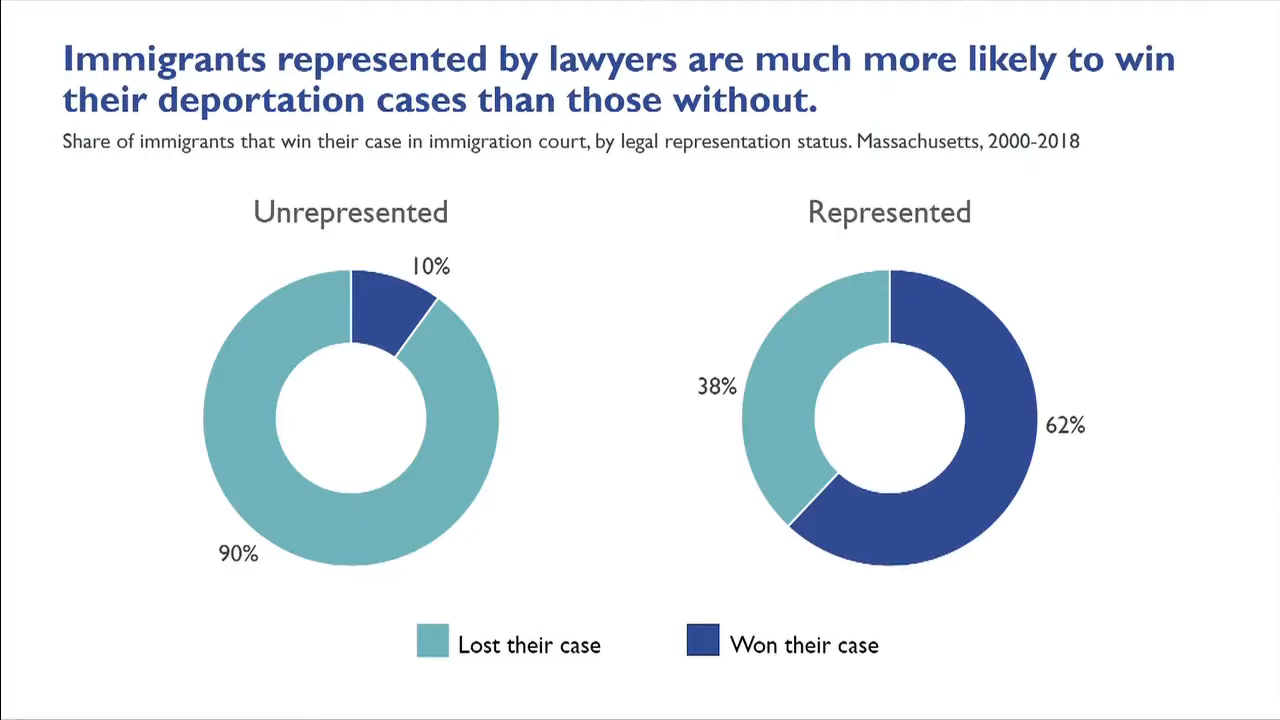 Immigrants represented by lawyers are much more likely to win
their deportation cases than those without.
Share of immigrants that win their case in immigration court, by legal representation status. Massachusetts, 2000-2018
Unrepresented
Represented
10%
38%
62%
90%
Lost their case
Won their case